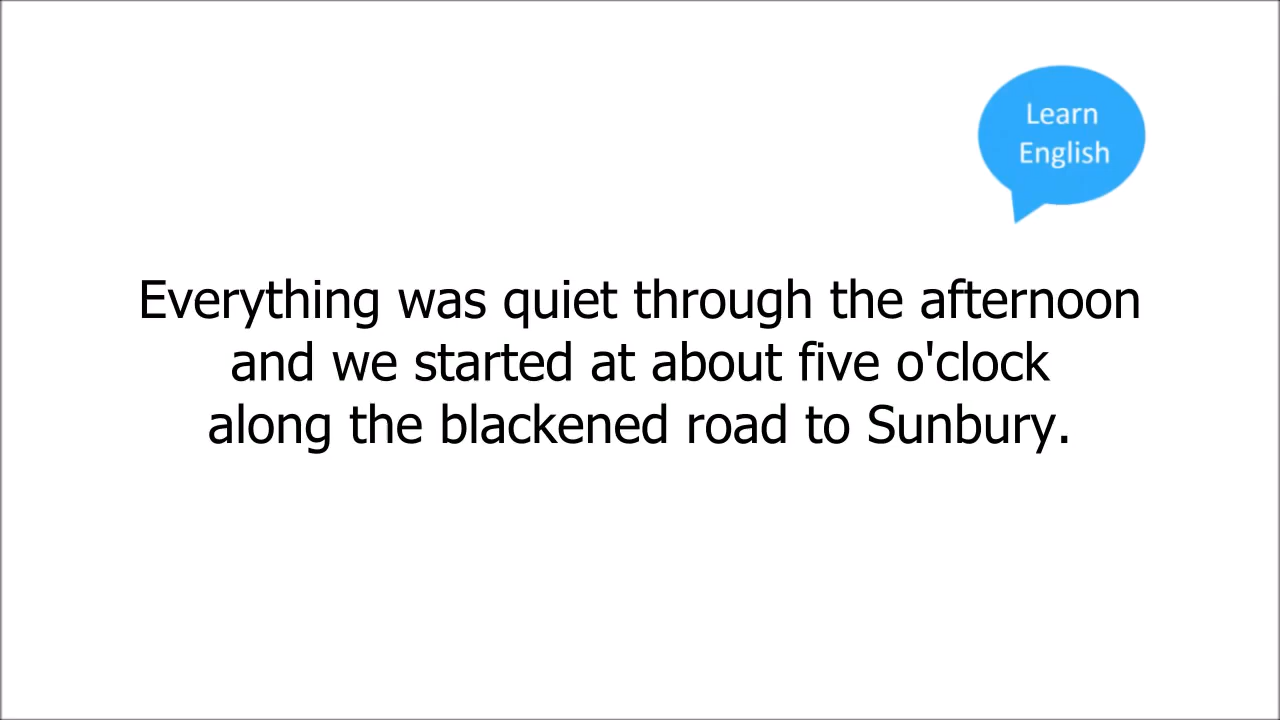 Learn
English
Everything was quiet through the afternoon
and we started at about five o'clock
along the blackened road to Sunbury.